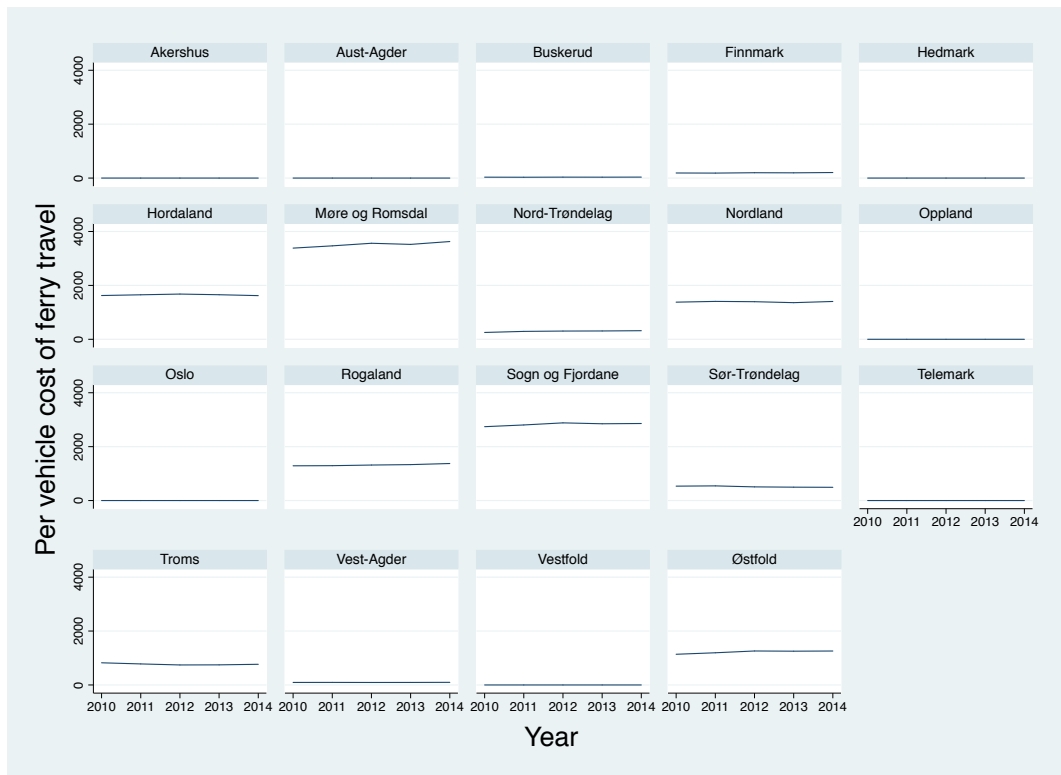 Akershus Aust-Agder Buskerud Finnmark Hedmark
4000
2000
0
Hordaland Møre og Romsdal Nord-Trøndelag Nordland Oppland
4000
2000
0
Oslo Rogaland Sogn og Fjordane Sør-Trøndelag Telemark
4000
2000
0
2010 2011 2012 2013 2014
Troms Vest-Agder Vestfold Østfold
4000
2000
0
2010 2011 2012 2013 2014 2010 2011 2012 2013 2014 2010 2011 2012 2013 2014 2010 2011 2012 2013 2014
Per vehicle cost of ferry travel
Year